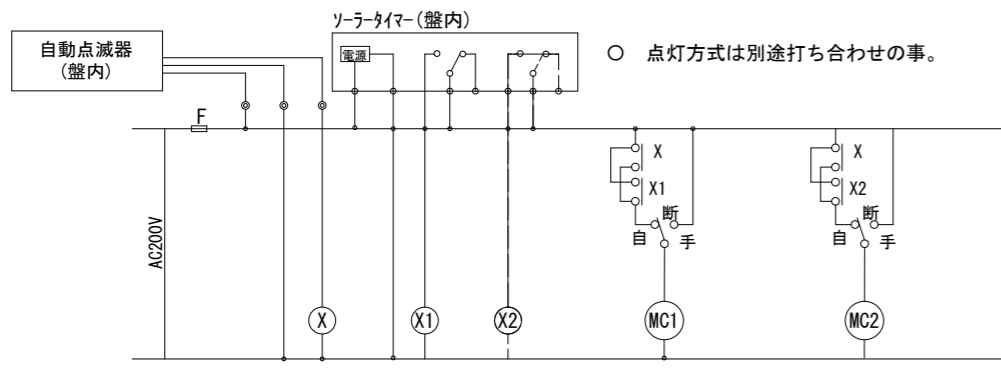 ｿｰﾗｰﾀｲﾏｰ(盤内)
自動点滅器
(盤内)
電源
○ 点灯方式は別途打ち合わせの事。
F
AC200V
X
X1
X2
X
X1
断
自
手
MC1
X
X2
断
自
手
MC2